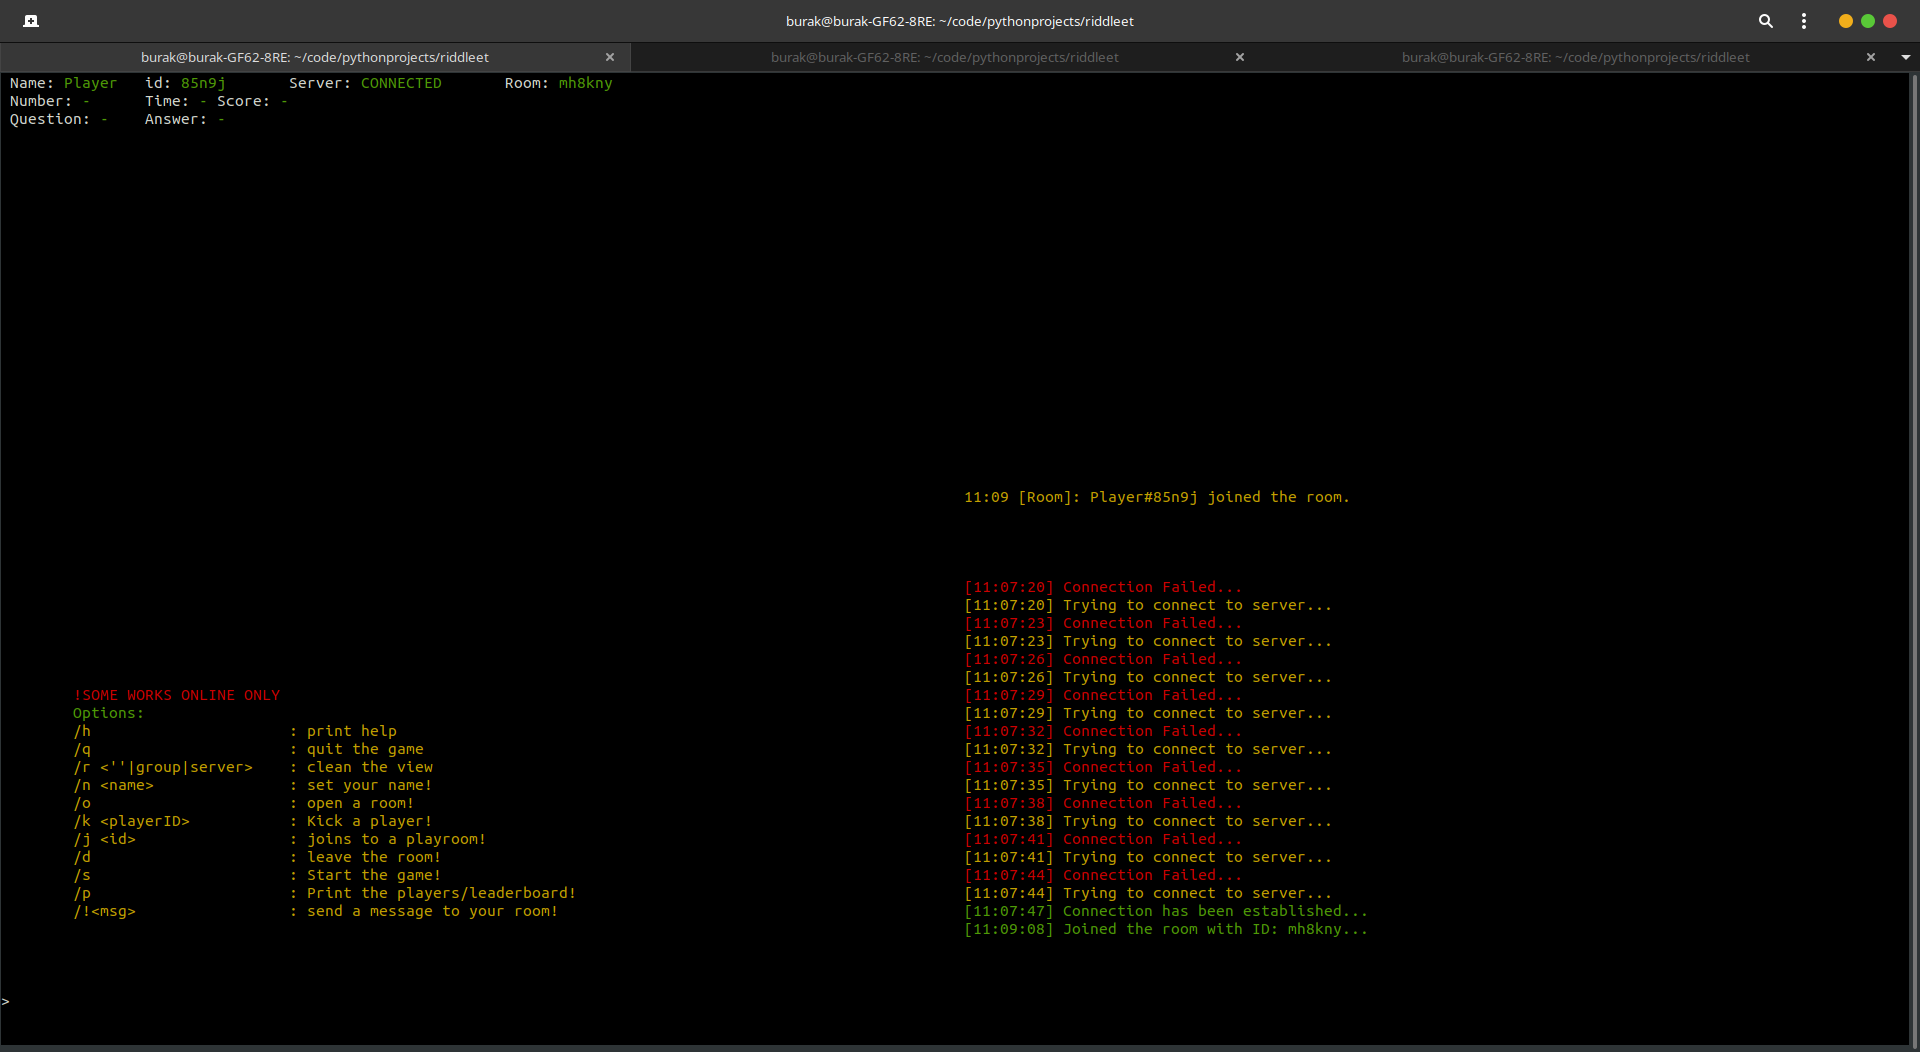 burak@burak-GF62-8RE: ~/code/pythonprojects/riddleet
burak@burak-GF62-8RE: ~/code/pythonprojects/riddleet burak@burak-GF62-8RE: ~/code/pythonprojects/riddleet burak@burak-GF62-8RE: ~/code/pythonprojects/riddleet
Name: Player id: 85n9j Server: CONNECTED Room: mh8kny
Number: - Time: - Score: -
Question: - Answer: -
11:09 [Room]: Player#85n9j joined the room.
[11:07:20] Connection Failed...
[11:07:20] Trying to connect to server...
[11:07:23] Connection Failed...
[11:07:23] Trying to connect to server...
[11:07:26] Connection Failed...
[11:07:26] Trying to connect to server...
[11:07:29] Connection Failed...
[11:07:29] Trying to connect to server...
[11:07:32] Connection Failed...
[11:07:32] Trying to connect to server...
[11:07:35] Connection Failed...
[11:07:35] Trying to connect to server...
[11:07:38] Connection Failed...
[11:07:38] Trying to connect to server...
[11:07:41] Connection Failed...
[11:07:41] Trying to connect to server...
[11:07:44] Connection Failed...
[11:07:44] Trying to connect to server...
[11:07:47] Connection has been established...
[11:09:08] Joined the room with ID: mh8kny...
!SOME WORKS ONLINE ONLY
Options:
/h : print help
/q : quit the game
/r <''|group|server> : clean the view
/n <name> : set your name!
/o : open a room!
/k <playerID> : Kick a player!
/j <id> : joins to a playroom!
/d : leave the room!
/s : Start the game!
/p : Print the players/leaderboard!
/!<msg> : send a message to your room!
>